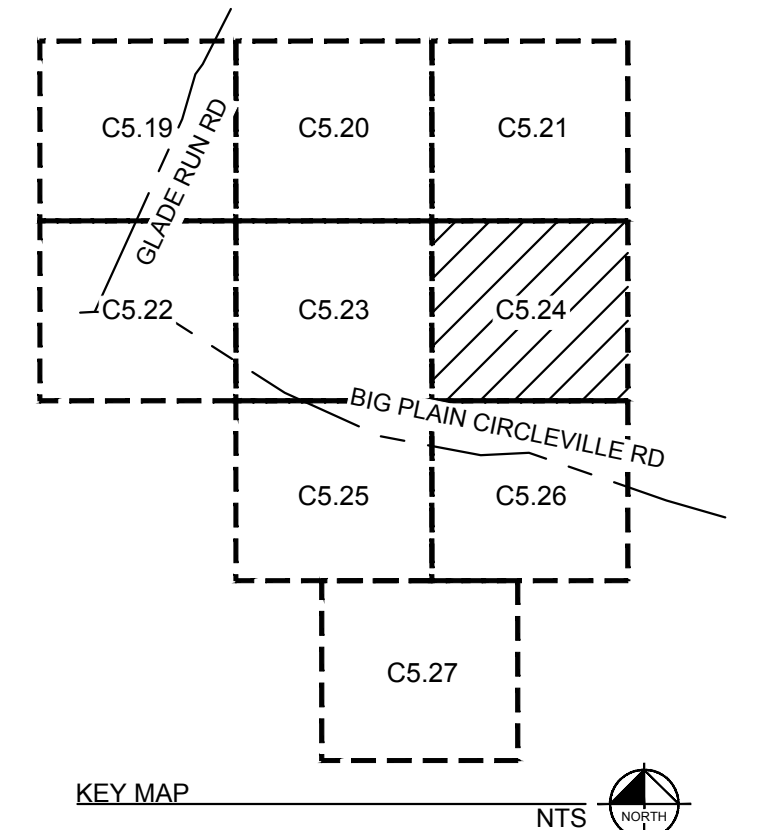 C5.19
C5.20
C5.21
GLADE RUN RD
C5.22
C5.23
C5.24
BIG PLAIN CIRCLEVILLE RD
C5.25
C5.26
C5.27
KEY MAP
NTS
NORTH